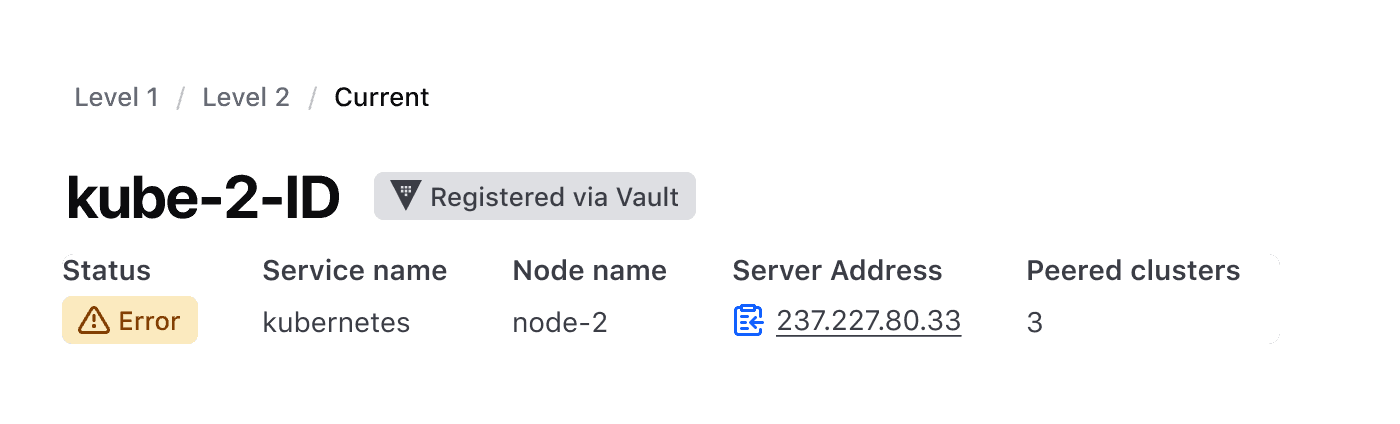 Level 1 / Level 2 / Current
kube-2-ID Registered via Vault
Status Service name Node name Server Address Peered clusters
Error kubernetes node-2 237.227.80.33 3